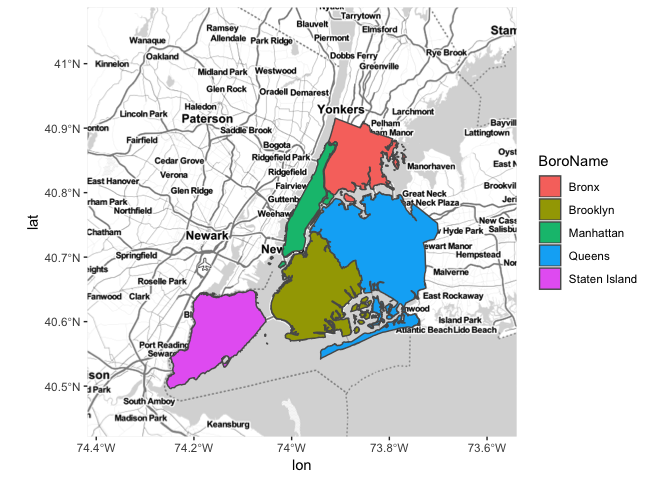 Tarrytown
Blauvelt
Ramsey
Elmsford
Stam
Wanaque
Allendale
Park Ridge
Piermont
Oakland
Dobbs Ferry
Rye Brook
41°N
Kinnelon
Midland Park
Westwood
Greenville
Glen Rock
Oradell
Demarest
Haledon
Yonkers
Larchmont
Lincoln Park
Paterson
Pelham
Bayvill
40.9°N
onton
Saddle Brook
am Manor
Lattingtown
Fairfield
Bogota
Oyst
Cedar Grove
Ridgefield Park
Manorhaven
East N
Verona
Ridgefield
East Hanover
Glen Ridge
Fairview
Great Neck
Brookvil
40.8°N
rham Park
Guttenb
at Neck Plaza
Jeri
Northfield
Weehaw
New Cass
Chatham
Newark
Hyde Park
Salisbu
New
ewart Manor
Springfield
Hempstead
40.7°N
eights
Malverne
Roselle Park
Fanwood
Clark
East Rockaway
nwood
Island Park
40.6°N
Atlantic Beach
Lido Beach
Port Reading
Sewar
son
d Park
40.5°N
South Amboy
Madison Park
Keansburg
74.4°W
74.2°W
74°W
73.8°W
73.6°W
lon
lat
BoroName
Bronx
Brooklyn
Manhattan
Queens
Staten Island